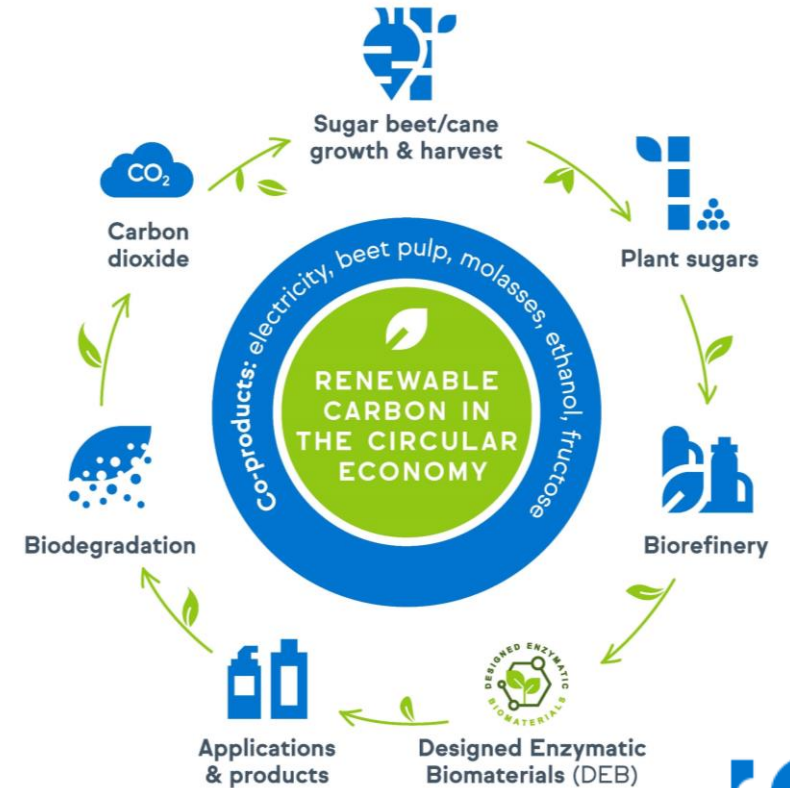 Sugar beet/cane
growth & harvest
CO₂
Carbon
dioxide
Plant sugars
Co-products: electricity, beet pulp, molasses, ethanol, fructose
RENEWABLE
CARBON IN
THE CIRCULAR
ECONOMY
Biodegradation
Biorefinery
DESIGNED ENZYMATIC
BIOMATERIALS
Applications
& products
Designed Enzymatic
Biomaterials (DEB)